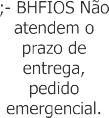 ;- BHFIOS Não
atendem o
prazo de
entrega,
pedido
emergencial.